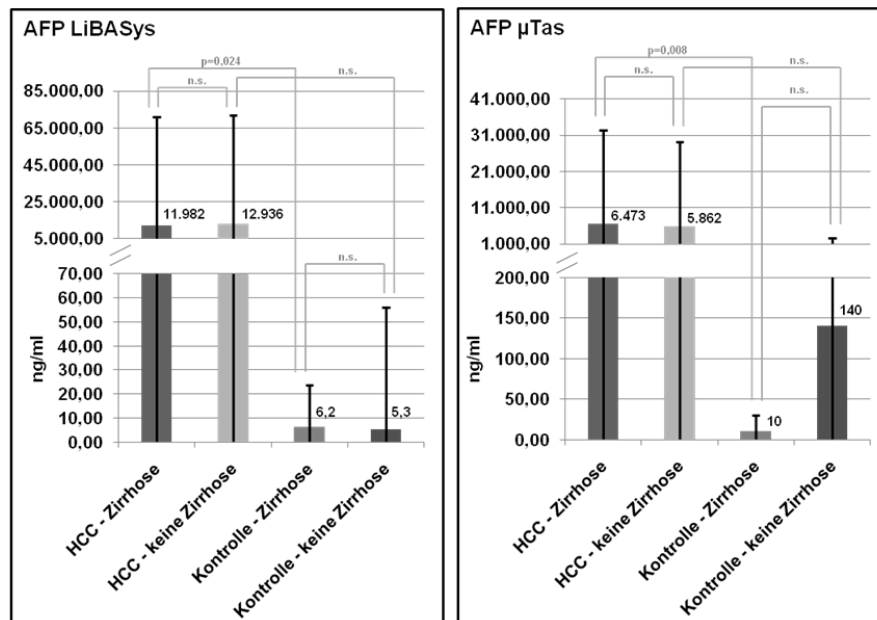 AFP LiBASys
p=0,024
n.s.
n.s.
85.000,00
65.000,00
45.000,00
25.000,00
11.982
12.936
5.000,00
70,00
n.s.
60,00
50,00
40,00
30,00
20,00
10,00
0,00
6,2
5,3
ng/ml
HCC - Zirrhose
HCC - keine Zirrhose
Kontrolle - Zirrhose
Kontrolle - keine Zirrhose
AFP µTas
p=0,008
n.s.
n.s.
n.s.
41.000,00
31.000,00
21.000,00
11.000,00
6.473
5.862
1.000,00
200,00
150,00
140
100,00
50,00
10
0,00
ng/ml
HCC - Zirrhose
HCC - keine Zirrhose
Kontrolle - Zirrhose
Kontrolle - keine Zirrhose